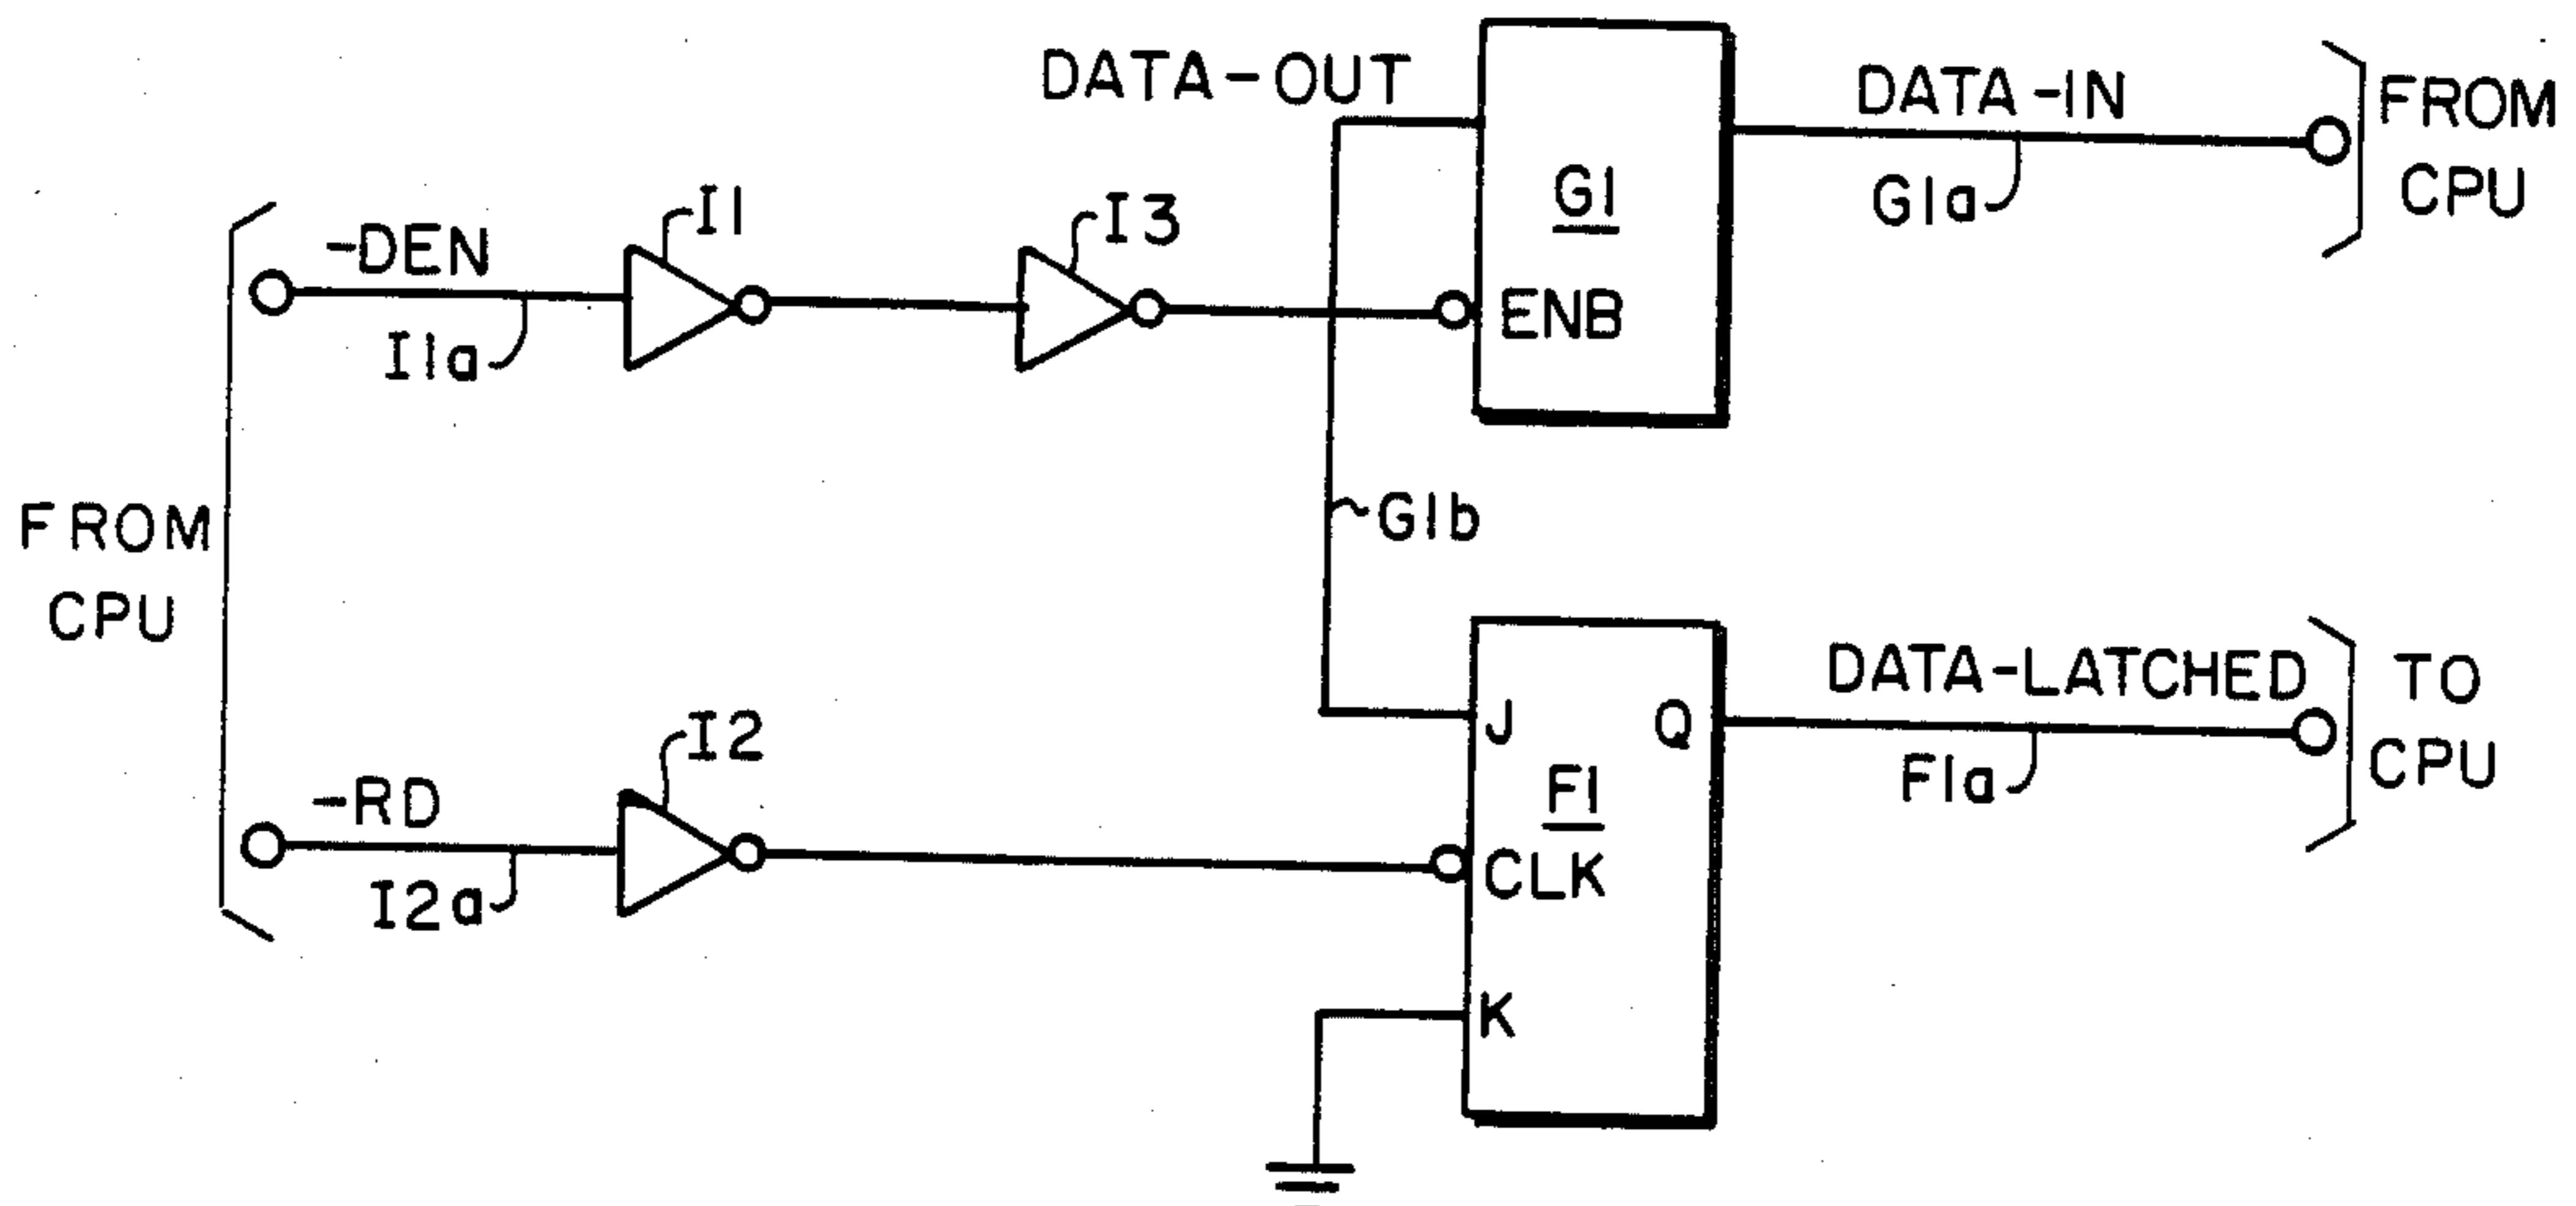 DATA-OUT
DATA-IN
FROM
CPU
G1
G1a
I1
I3
-DEN
ENB
I1a
FROM
CPU
G1b
DATA-LATCHED
TO
CPU
J
Q
I2
F1
F1a
-RD
CLK
I2a
K